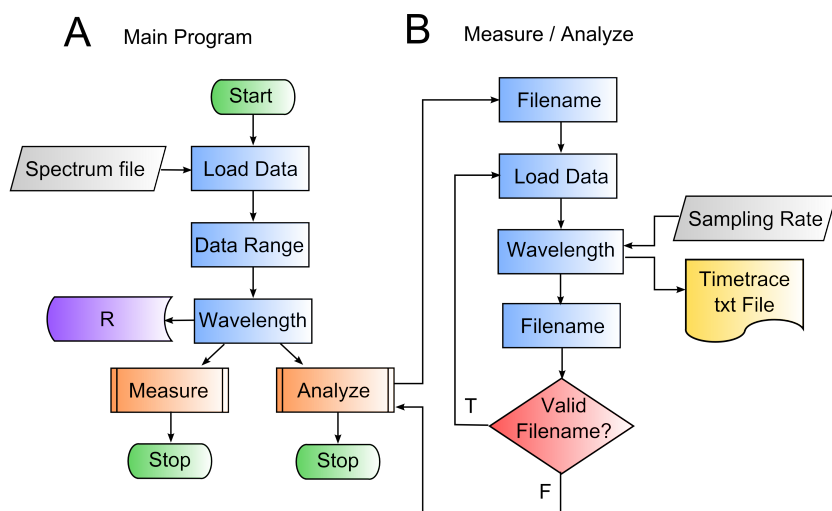 A Main Program
Start
Spectrum file
Load Data
Data Range
R
Wavelength
Measure
Analyze
Stop
Stop
B Measure / Analyze
Filename
Load Data
Sampling Rate
Wavelength
Timetrace
txt File
Filename
Valid
Filename?
T
F